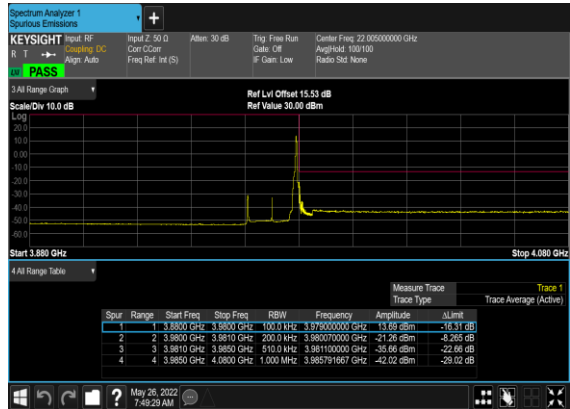 Spectrum Analyzer 1
Spurious Emissions
+
KEYSIGHT Input: RF Input Z: 50 Ω Atten: 30 dB Trig: Free Run Center Freq: 22.005000000 GHz
R T Coupling: DC Corr CCorr Gate: Off Avg|Hold: 100/100
Align: Auto Freq Ref: Int (S) IF Gain: Low Radio Std: None
PASS
3 All Range Graph
Ref Lvl Offset 15.53 dB
Scale/Div 10.0 dB Ref Value 30.00 dBm
Log
20.0
10.0
0.00
-10.0
-20.0
-30.0
-40.0
-50.0
-60.0
Start 3.880 GHz Stop 4.080 GHz
4 All Range Table
Measure Trace Trace 1
Trace Type Trace Average (Active)
Spur Range Start Freq Stop Freq RBW Frequency Amplitude ΔLimit
1 1 3.8800 GHz 3.9800 GHz 100.0 kHz 3.979000000 GHz 13.69 dBm -16.31 dB
2 2 3.9800 GHz 3.9810 GHz 200.0 kHz 3.980070000 GHz -21.26 dBm -8.265 dB
3 3 3.9810 GHz 3.9850 GHz 510.0 kHz 3.981100000 GHz -35.66 dBm -22.66 dB
4 4 3.9850 GHz 4.0800 GHz 1.000 MHz 3.985791667 GHz -42.02 dBm -29.02 dB
? May 26, 2022
7:49:29 AM